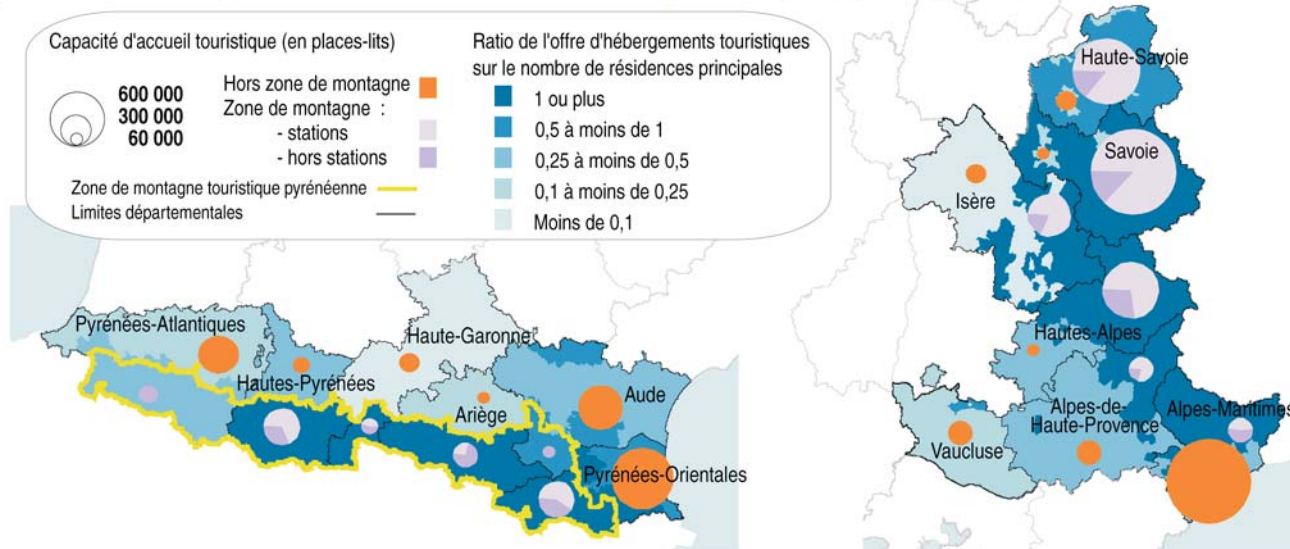 Capacité d'accueil touristique (en places-lits)
600 000
300 000
60 000
Hors zone de montagne
Zone de montagne :
- stations
- hors stations
Zone de montagne touristique pyrénéenne
Limites départementales
Ratio de l'offre d'hébergements touristiques
sur le nombre de résidences principales
1 ou plus
0,5 à moins de 1
0,25 à moins de 0,5
0,1 à moins de 0,25
Moins de 0,1
Pyrénées-Atlantiques
Hautes-Pyrénées
Haute-Garonne
Ariège
Aude
Pyrénées-Orientales
Haute-Savoie
Savoie
Isère
Hautes-Alpes
Alpes-de-
Haute-Provence
Alpes-Maritimes
Vaucluse